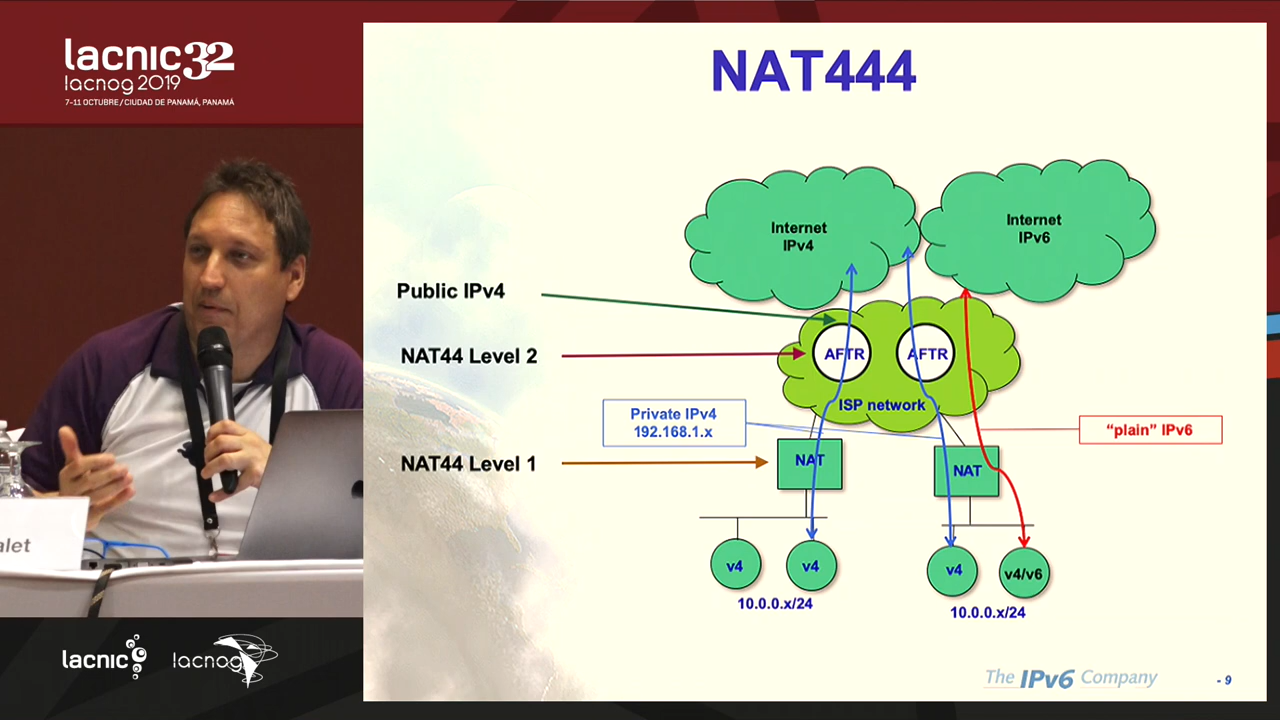 lacnic32
lacnog 2019
7-11 OCTUBRE / CIUDAD DE PANAMÁ, PANAMÁ
NAT444
Internet
IPv4
Internet
IPv6
Public IPv4
NAT44 Level 2
AFTR
AFTR
ISP network
Private IPv4
192.168.1.x
"plain" IPv6
NAT44 Level 1
NAT
NAT
v4
v4
v4
v4/v6
10.0.0.x/24
10.0.0.x/24
alet
lacnic
lacnog
The IPv6 Company
- 9